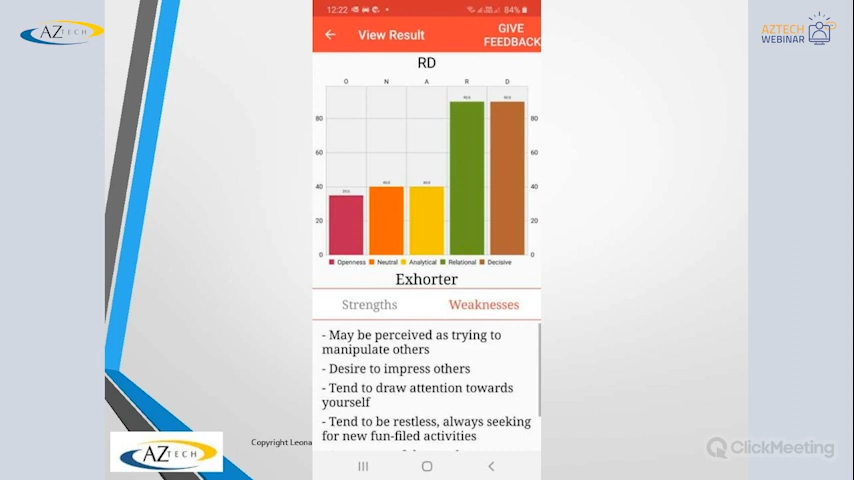 AZTECH
12:22
84%
AZTECH
WEBINAR
View Result
GIVE
FEEDBACK
RD
O N A R D
80 80
60 60
40 40
20 20
0 0
Openness Neutral Analytical Relational Decisive
Exhorter
Strengths Weaknesses
- May be perceived as trying to
manipulate others
- Desire to impress others
- Tend to draw attention towards
yourself
- Tend to be restless, always seeking
for new fun-filed activities
Copyright Leona
AZTECH
ClickMeeting